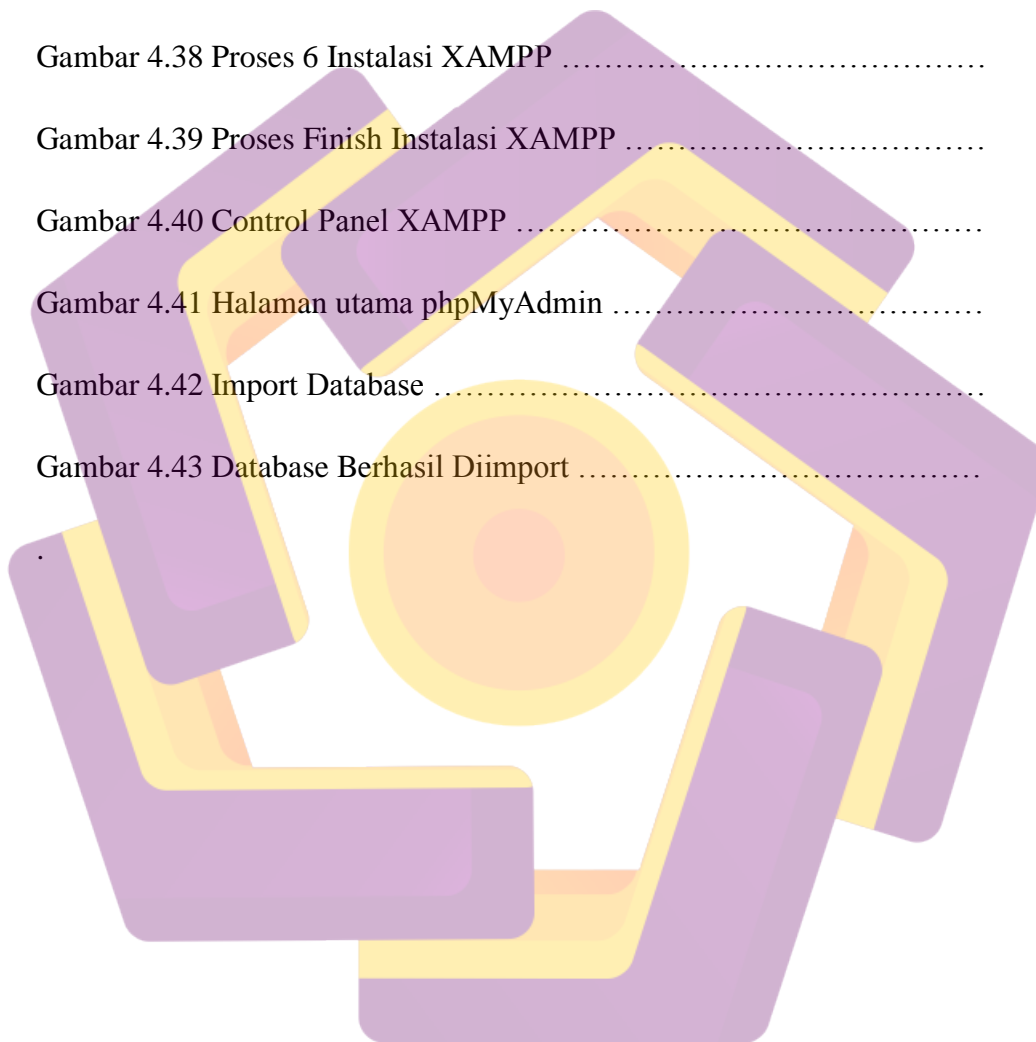 Gambar 4.38 Proses 6 Instalasi XAMPP ……………………………………
Gambar 4.39 Proses Finish Instalasi XAMPP ………………………………
Gambar 4.40 Control Panel XAMPP ………………………………………
Gambar 4.41 Halaman utama phpMyAdmin ………………………………
Gambar 4.42 Import Database ………………………………………………
Gambar 4.43 Database Berhasil Diimport …………………………………
.